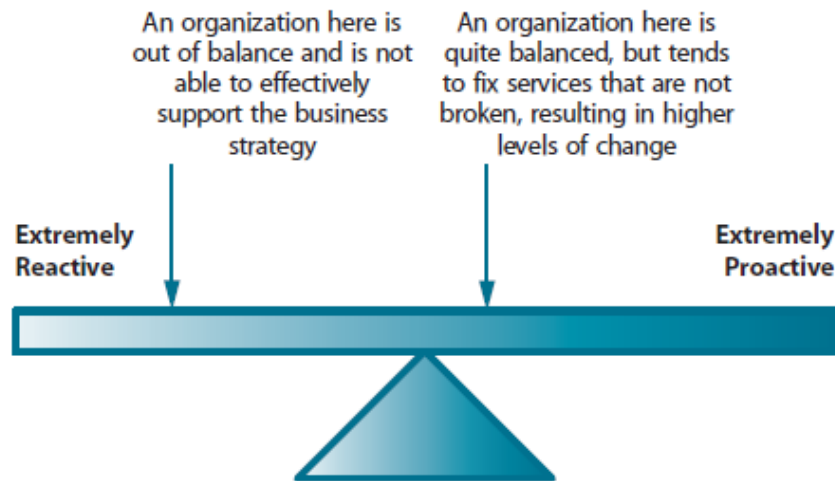 An organization here is
out of balance and is not
able to effectively
support the business
strategy
An organization here is
quite balanced, but tends
to fix services that are not
broken, resulting in higher
levels of change
Extremely
Reactive
Extremely
Proactive